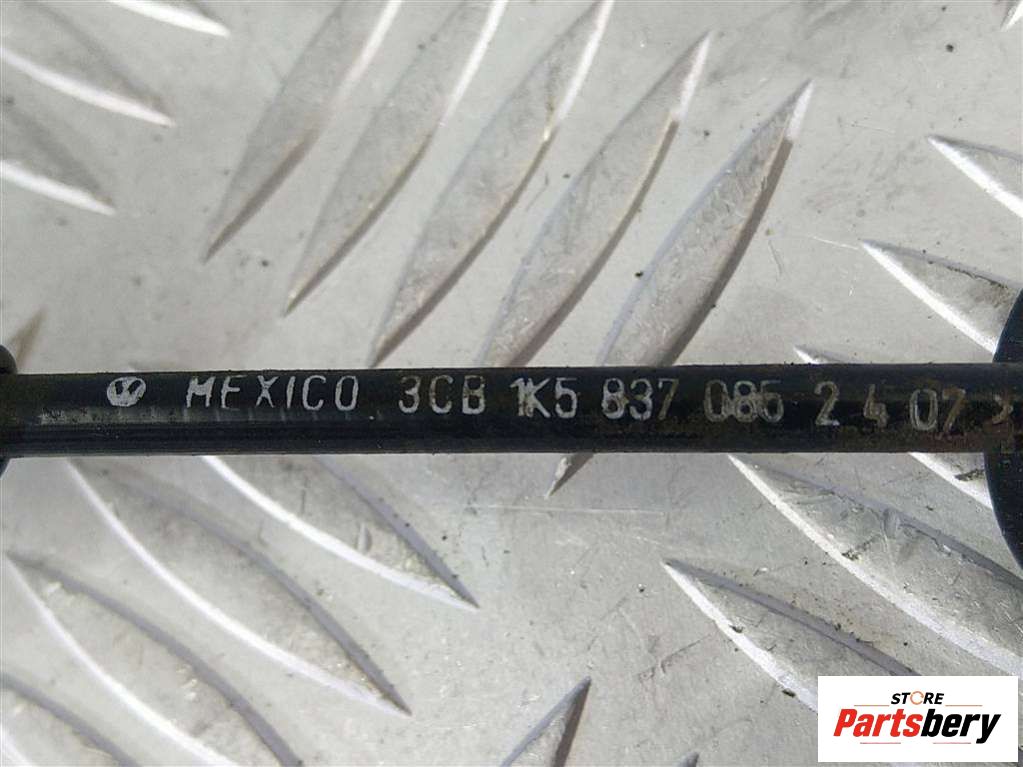 MEXICO 3CB 1K5 837 085 2 4 07
STORE
Partsbery